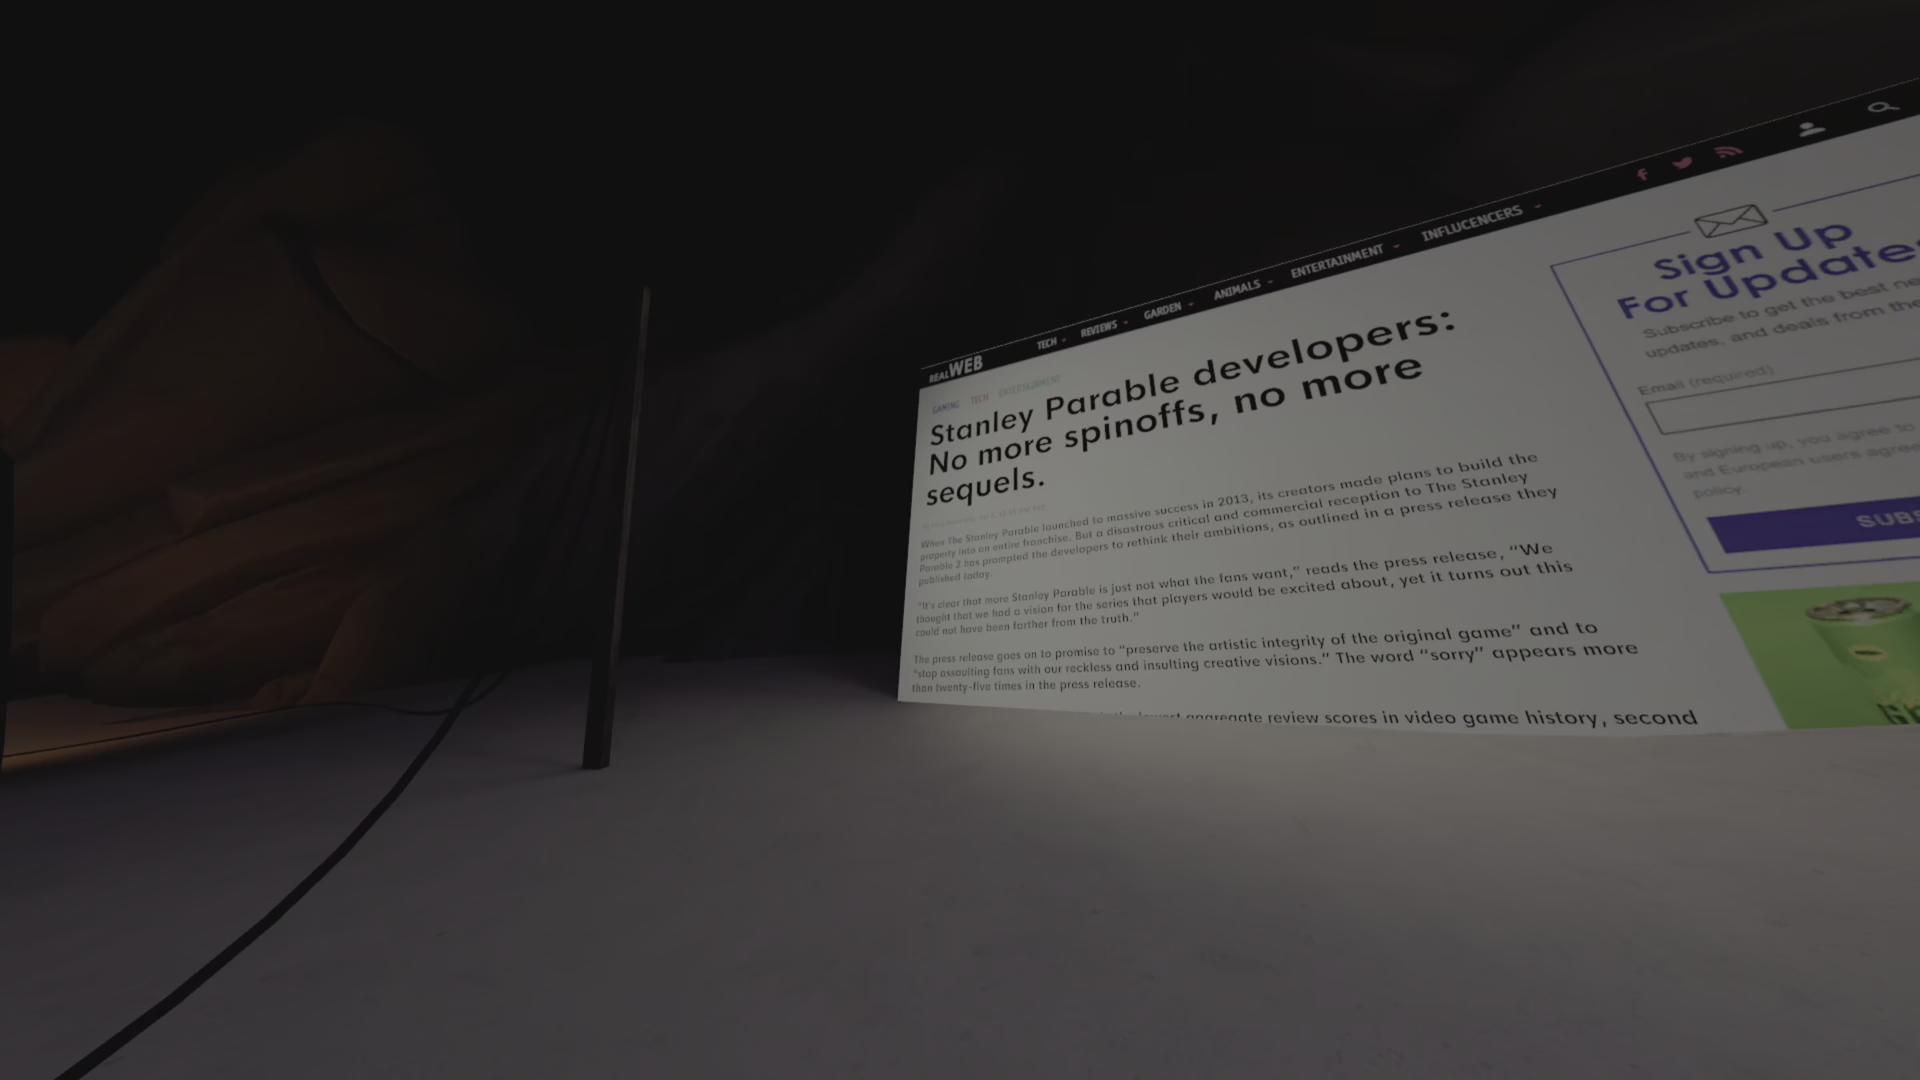 REALWEB
TECH REVIEWS GARDEN ANIMALS ENTERTAINMENT INFLUCENCERS
GAMING TECH ENTERTAINMENT
Stanley Parable developers:
No more spinoffs, no more
sequels.
When The Stanley Parable launched to massive success in 2013, its creators made plans to build the
property into an entire franchise. But a disastrous critical and commercial reception to The Stanley
Parable 2 has prompted the developers to rethink their ambitions, as outlined in a press release they
published today.
"It's clear that more Stanley Parable is just not what the fans want," reads the press release, "We
thought that we had a vision for the series that players would be excited about, yet it turns out this
could not have been farther from the truth."
The press release goes on to promise to "preserve the artistic integrity of the original game" and to
"stop assaulting fans with our reckless and insulting creative visions." The word "sorry" appears more
than twenty-five times in the press release.
lowest aggregate review scores in video game history, second
Sign Up
For Updates
Subscribe to get the best
updates, and deals from the
Email (required)
By signing up, you agree to
and European users agree
policy.
SUBS